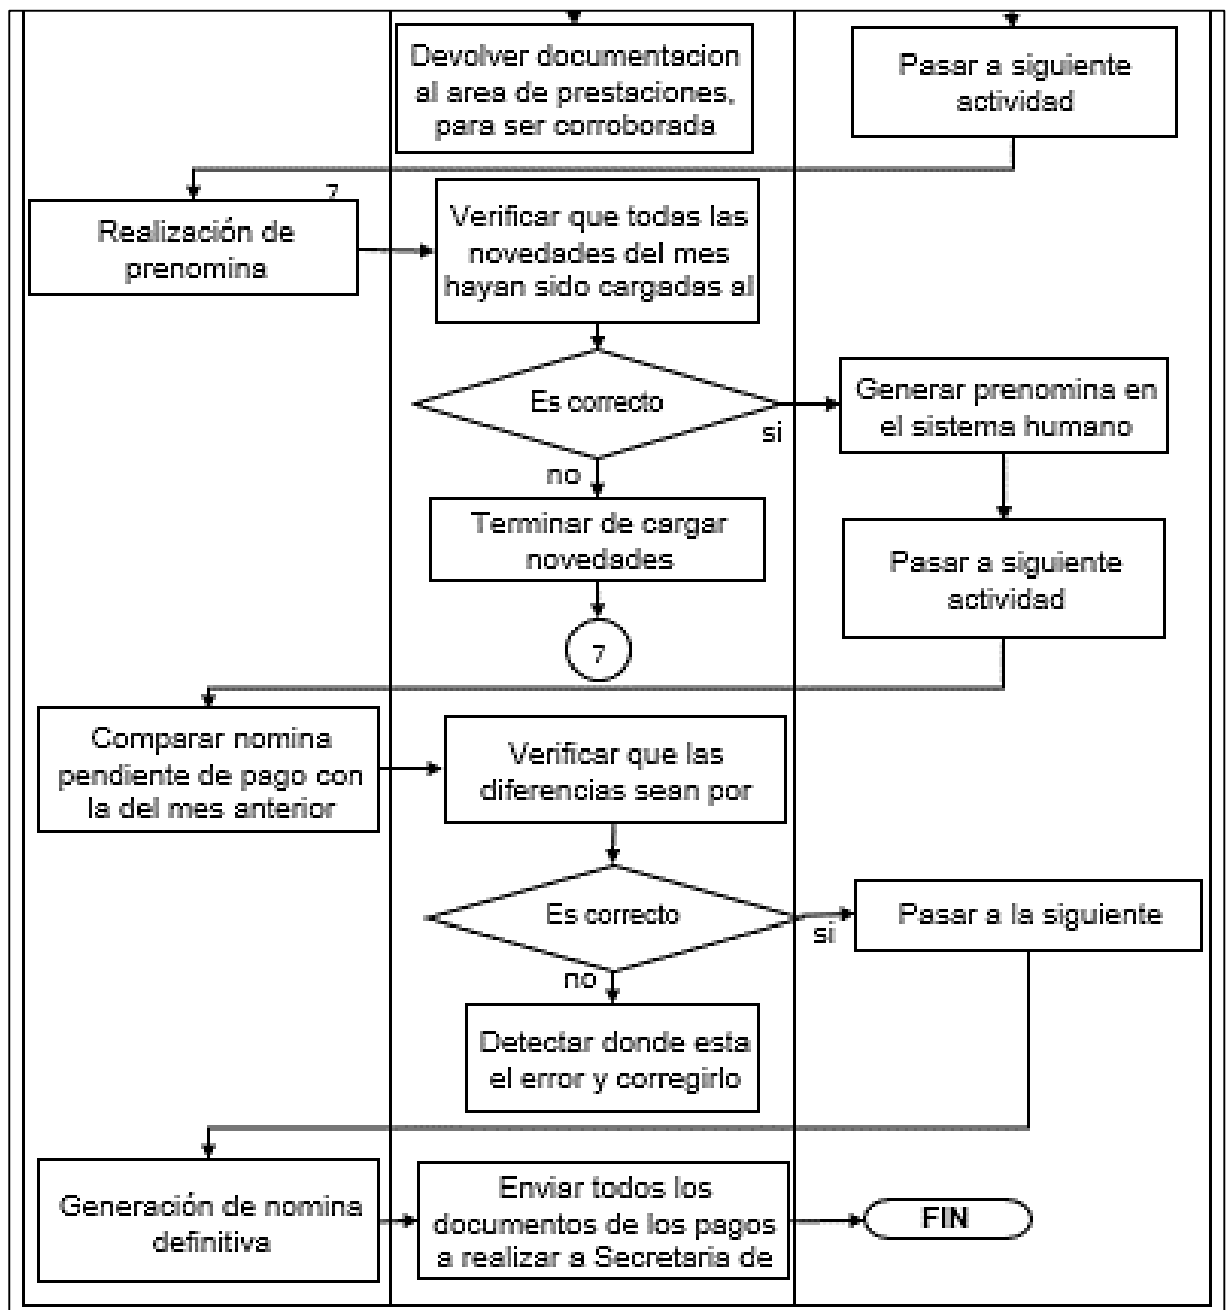 Devolver documentacion
al area de prestaciones,
para ser corroborada
Pasar a siguiente
actividad
7
Realización de
prenomina
Verificar que todas las
novedades del mes
hayan sido cargadas al
Es correcto
si
no
Generar prenomina en
el sistema humano
Terminar de cargar
novedades
Pasar a siguiente
actividad
7
Comparar nomina
pendiente de pago con
la del mes anterior
Verificar que las
diferencias sean por
Es correcto
si
no
Pasar a la siguiente
Detectar donde esta
el error y corregirlo
Generación de nomina
definitiva
Enviar todos los
documentos de los pagos
a realizar a Secretaria de
FIN